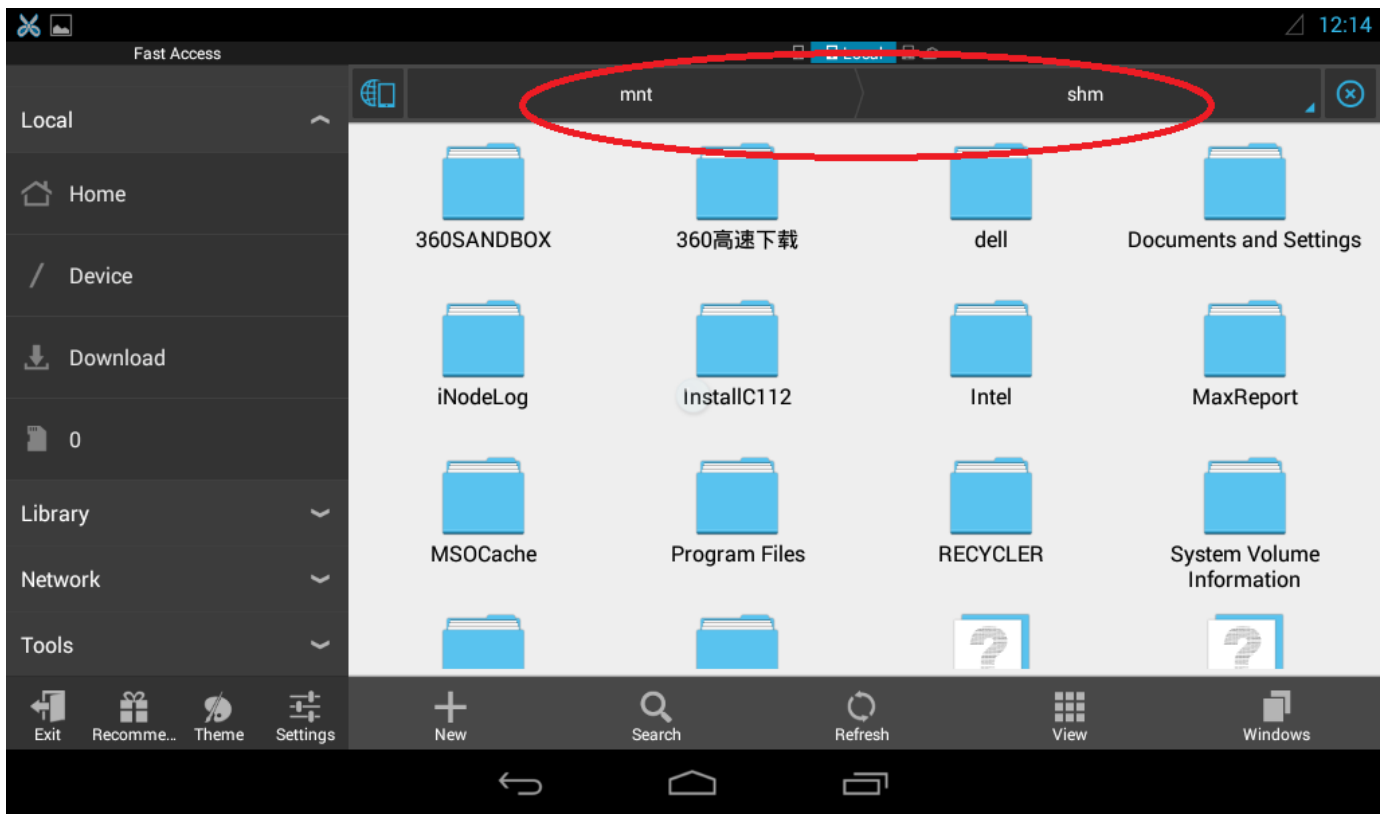 12:14
Fast Access
Local
Local
mnt
shm
Home
Device
Download
0
Library
Network
Tools
360SANDBOX
360高速下载
dell
Documents and Settings
iNodeLog
InstallC112
Intel
MaxReport
MSOCache
Program Files
RECYCLER
System Volume
Information
Exit
Recomme...
Theme
Settings
New
Search
Refresh
View
Windows